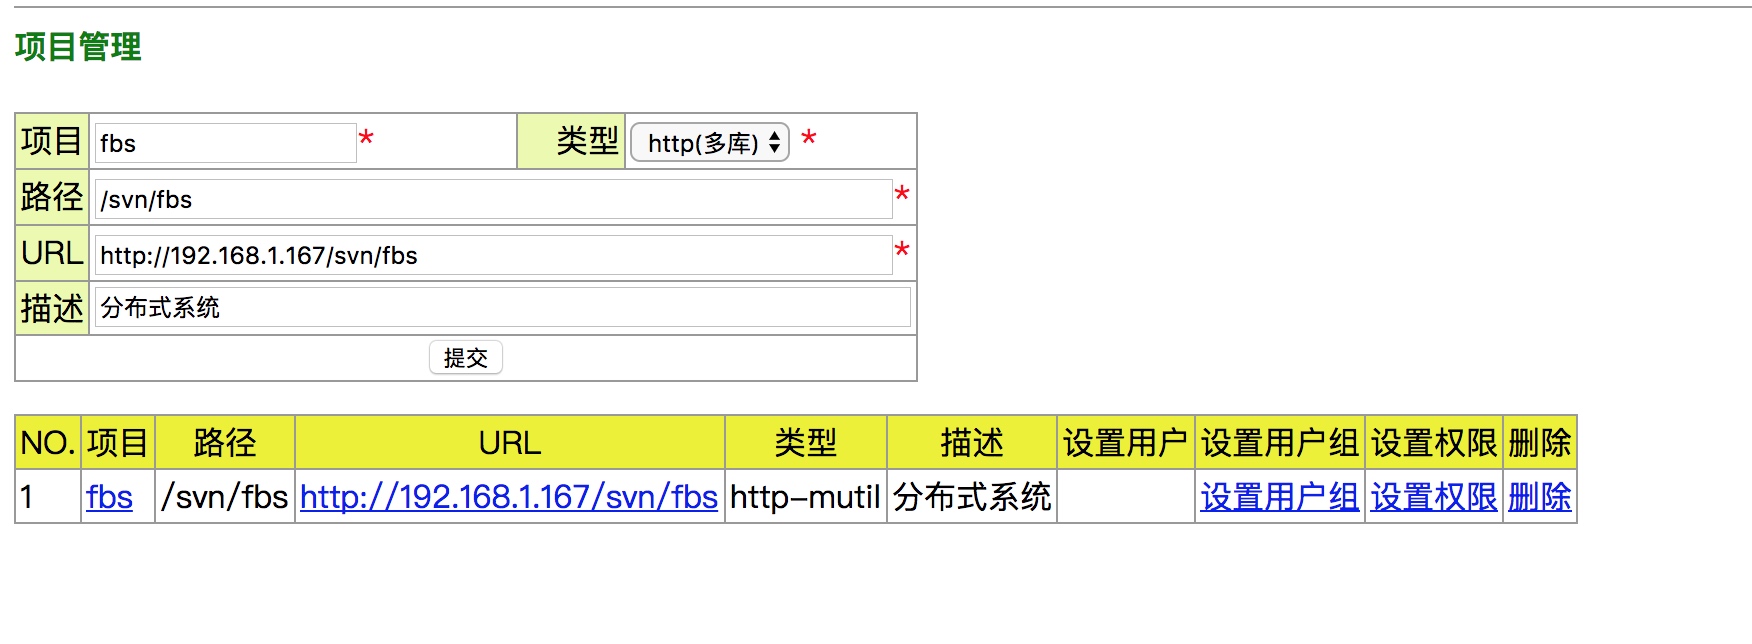 项目管理
项目 fbs* 类型 http(多库) *
路径 /svn/fbs*
URL http://192.168.1.167/svn/fbs*
描述 分布式系统
提交
NO. 项目 路径 URL 类型 描述 设置用户 设置用户组 设置权限 删除
1 fbs /svn/fbs http://192.168.1.167/svn/fbs http-mutil 分布式系统 设置用户组 设置权限 删除